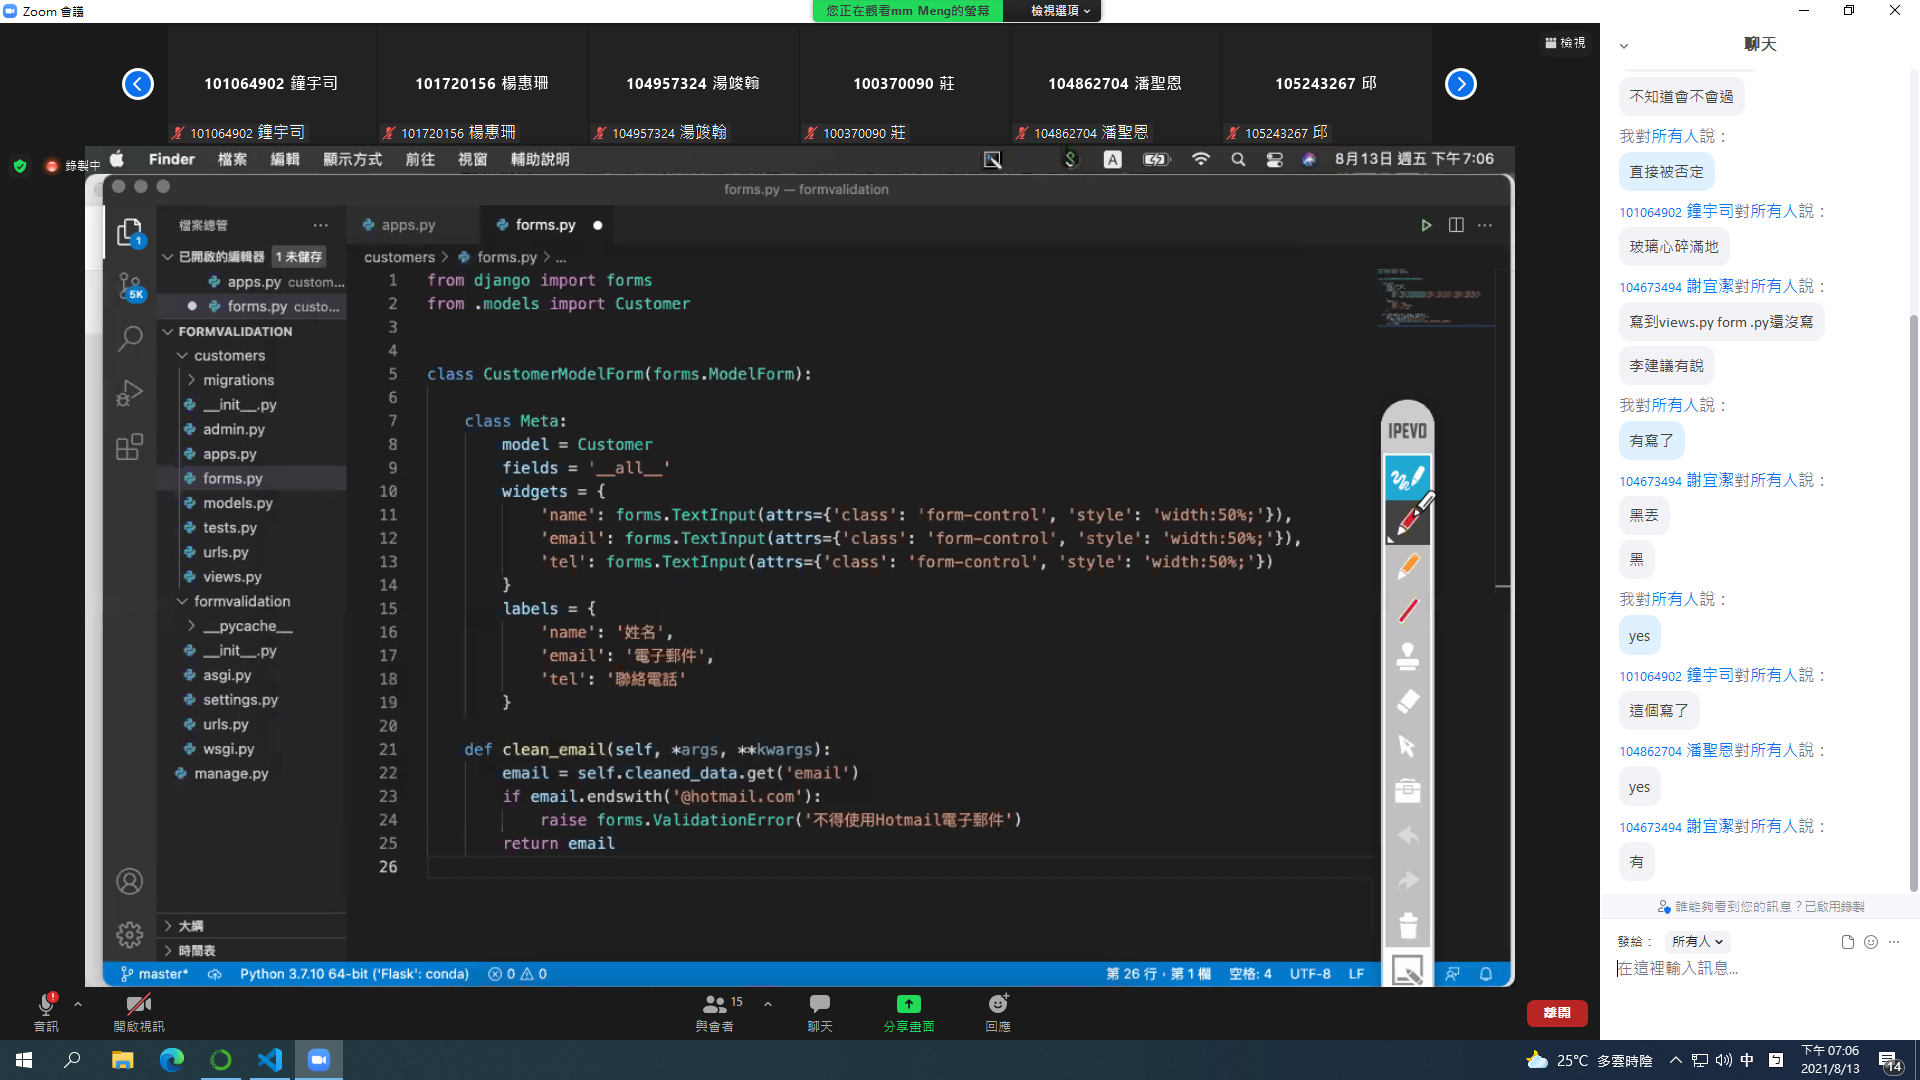 Zoom 會議
您正在觀看mm Meng的螢幕
檢視選項
檢視
101064902 鐘宇司
101720156 楊惠珊
104957324 湯竣翰
100370090 莊
104862704 潘聖恩
105243267 邱
101064902 鐘宇司
101720156 楊惠珊
104957324 湯竣翰
100370090 莊
104862704 潘聖恩
105243267 邱
錄製中
Finder 檔案 編輯 顯示方式 前往 視窗 輔助說明
A
8月13日 週五 下午7:06
forms.py — formvalidation
檔案總管
apps.py
forms.py
1
已開啟的編輯器 1 未儲存
customers > forms.py > ...
5K
apps.py custom...
forms.py custo...
FORMVALIDATION
customers
migrations
__init__.py
admin.py
apps.py
forms.py
models.py
tests.py
urls.py
views.py
formvalidation
__pycache__
__init__.py
asgi.py
settings.py
urls.py
wsgi.py
manage.py
大綱
時間表
1 from django import forms
2 from .models import Customer
3
4
5 class CustomerModelForm(forms.ModelForm):
6
7 class Meta:
8 model = Customer
9 fields = '__all__'
10 widgets = {
11 'name': forms.TextInput(attrs={'class': 'form-control', 'style': 'width:50%;'}),
12 'email': forms.TextInput(attrs={'class': 'form-control', 'style': 'width:50%;'}),
13 'tel': forms.TextInput(attrs={'class': 'form-control', 'style': 'width:50%;'})
14 }
15 labels = {
16 'name': '姓名',
17 'email': '電子郵件',
18 'tel': '聯絡電話'
19 }
20
21 def clean_email(self, *args, **kwargs):
22 email = self.cleaned_data.get('email')
23 if email.endswith('@hotmail.com'):
24 raise forms.ValidationError('不得使用Hotmail電子郵件')
25 return email
26
IPEVO
master*
Python 3.7.10 64-bit ('Flask': conda)
0 0
第 26 行，第 1 欄
空格: 4
UTF-8
LF
音訊
開啟視訊
與會者
15
聊天
分享畫面
回應
離開
聊天
不知道會不會過
我對所有人說：
直接被否定
101064902 鐘宇司對所有人說：
玻璃心碎滿地
104673494 謝宜潔對所有人說：
寫到views.py form .py還沒寫
李建議有說
我對所有人說：
有寫了
104673494 謝宜潔對所有人說：
黑丟
黑
我對所有人說：
yes
101064902 鐘宇司對所有人說：
這個寫了
104862704 潘聖恩對所有人說：
yes
104673494 謝宜潔對所有人說：
有
誰能夠看到您的訊息？已啟用錄製
發給： 所有人
在這裡輸入訊息...
25°C 多雲時陰
中
下午 07:06
2021/8/13
14